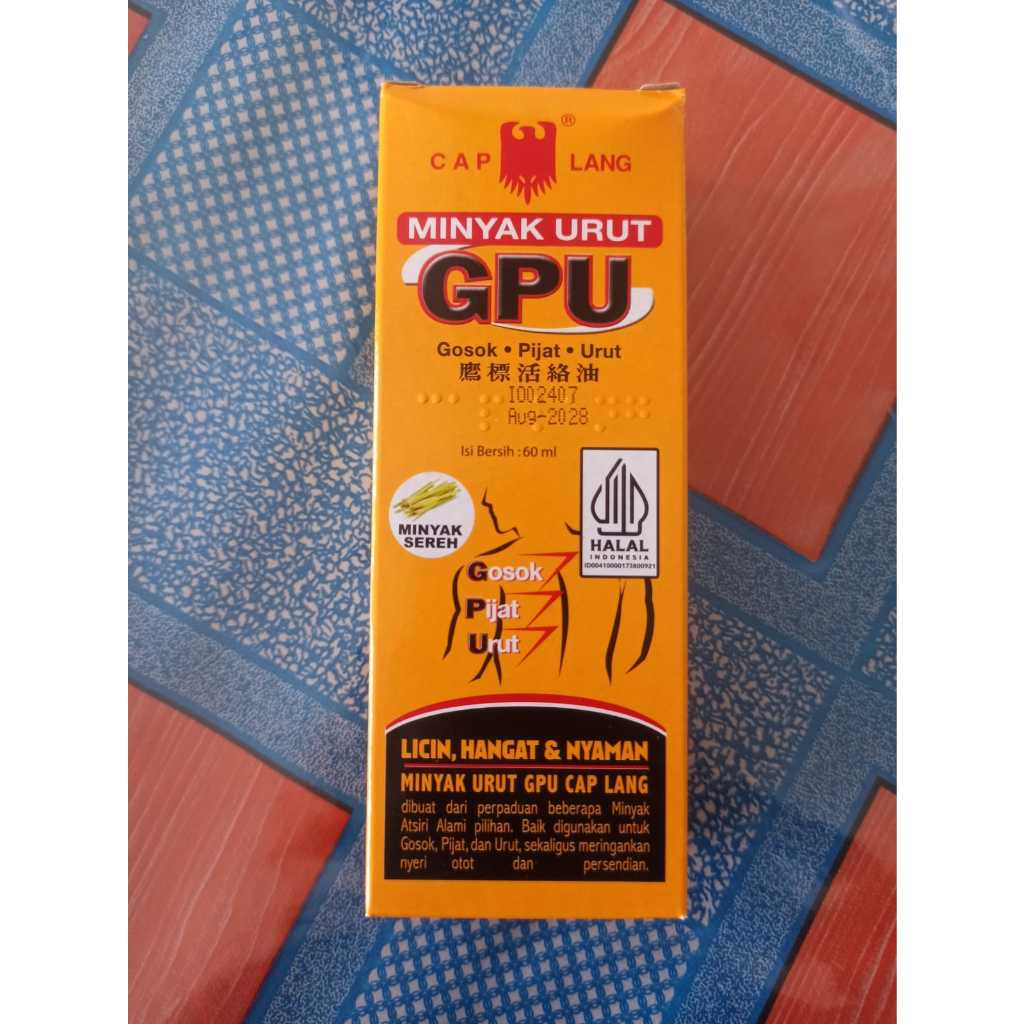 CAP LANG ®
MINYAK URUT
GPU
Gosok • Pijat • Urut
鷹標活絡油
I002407
Aug-2028
Isi Bersih : 60 ml
MINYAK
SEREH
HALAL
INDONESIA
ID00410000173800921
Gosok
Pijat
Urut
LICIN, HANGAT & NYAMAN
MINYAK URUT GPU CAP LANG
dibuat dari perpaduan beberapa Minyak
Atsiri Alami pilihan. Baik digunakan untuk
Gosok, Pijat, dan Urut, sekaligus meringankan
nyeri otot dan persendian.